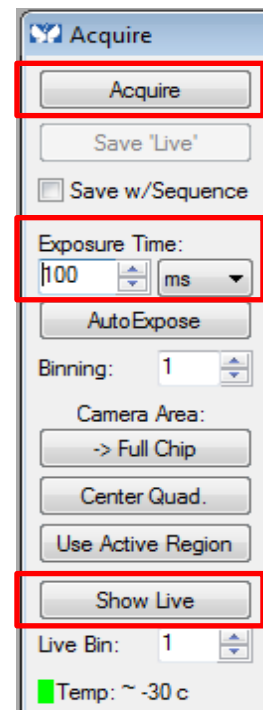 Acquire
Acquire
Save 'Live'
Save w/Sequence
Exposure Time:
100 ms
AutoExpose
Binning: 1
Camera Area:
-> Full Chip
Center Quad.
Use Active Region
Show Live
Live Bin: 1
Temp: ~ -30 c